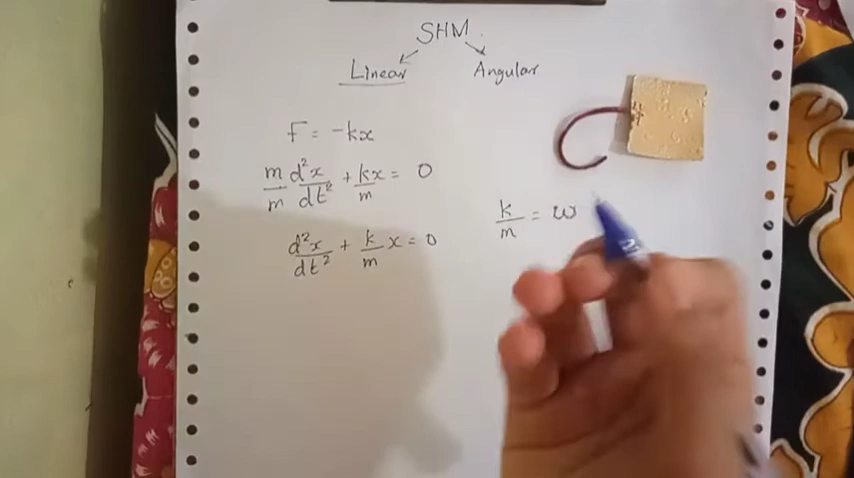 SHM.
Linear Angular
F = -kx
m/m d²x/dt² + kx/m = 0
k/m = ω
d²x/dt² + k/m x = 0